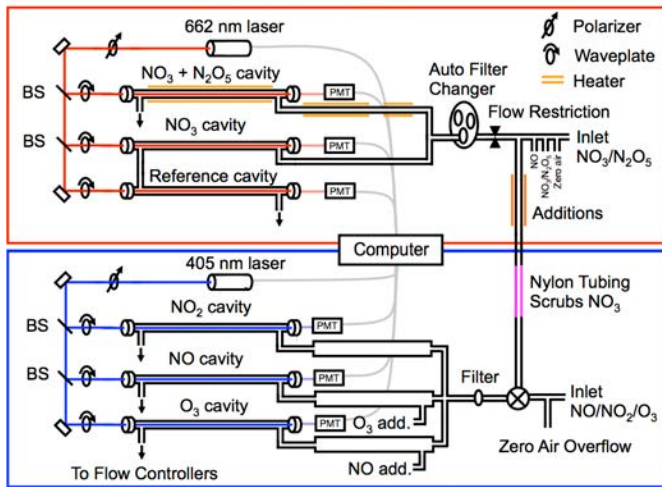 662 nm laser
Polarizer
Waveplate
Heater
BS
NO₃ + N₂O₅ cavity
PMT
Auto Filter
Changer
Flow Restriction
BS
NO₃ cavity
PMT
Inlet
NO₃/N₂O₅
NO
NO₂/N₂O₅
Zero air
Reference cavity
PMT
Additions
Computer
405 nm laser
Nylon Tubing
Scrubs NO₃
BS
NO₂ cavity
PMT
BS
NO cavity
PMT
Filter
Inlet
NO/NO₂/O₃
O₃ cavity
PMT
O₃ add.
Zero Air Overflow
To Flow Controllers
NO add.